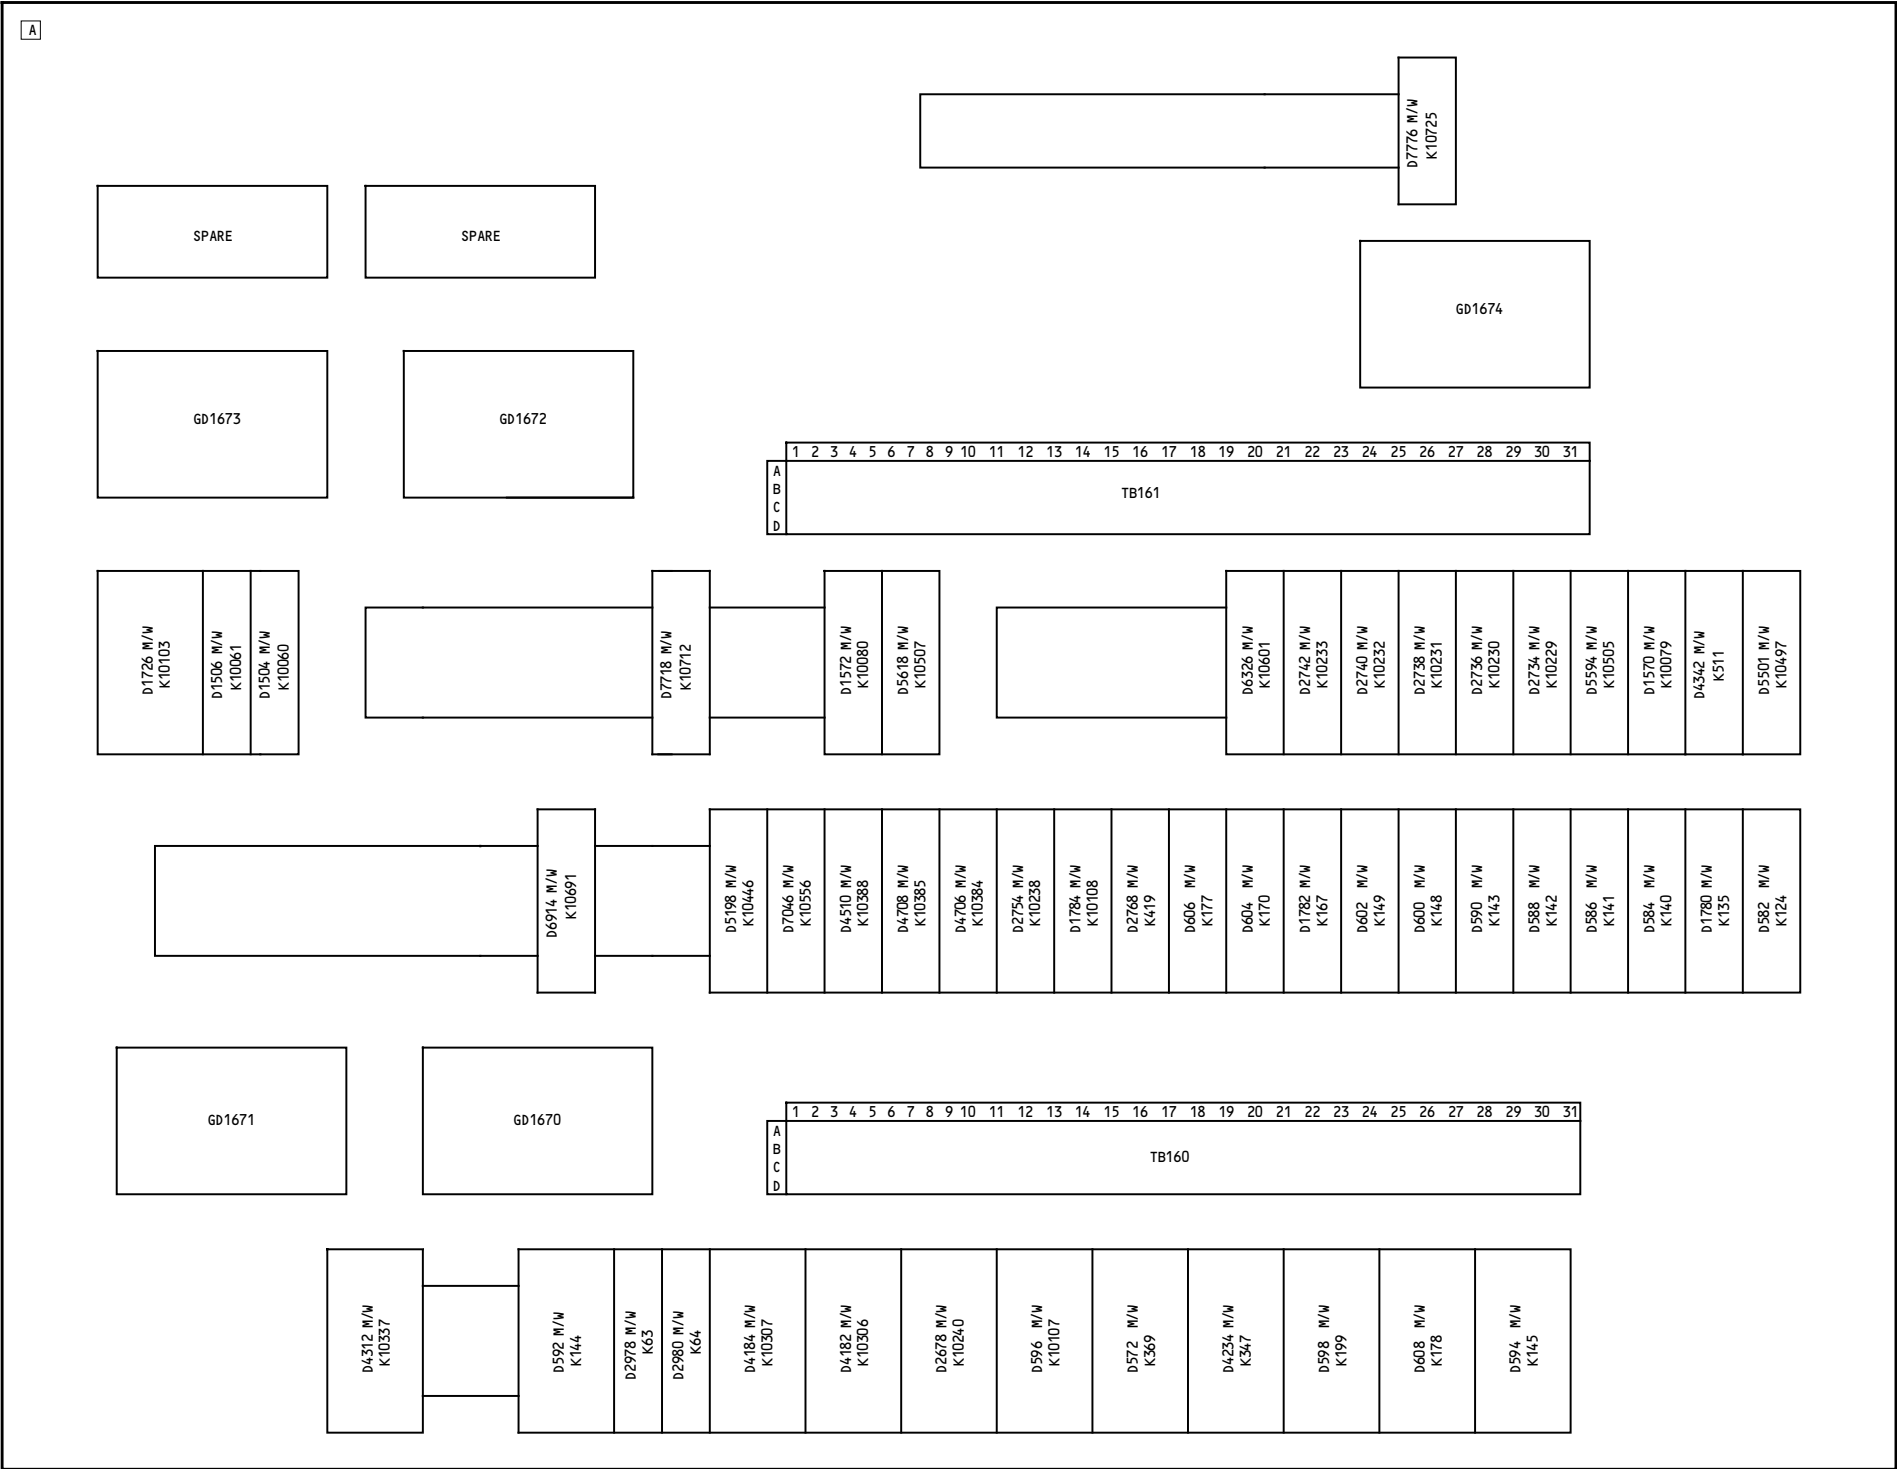 A
D7776 M/W
K10725
SPARE
SPARE
GD1674
GD1673
GD1672
1 2 3 4 5 6 7 8 9 10 11 12 13 14 15 16 17 18 19 20 21 22 23 24 25 26 27 28 29 30 31
A
B
C
D
TB161
D1726 M/W
K10103
D1506 M/W
K10061
D1504 M/W
K10060
D7718 M/W
K10712
D1572 M/W
K10080
D5618 M/W
K10507
D6326 M/W
K10601
D2742 M/W
K10233
D2740 M/W
K10232
D2738 M/W
K10231
D2736 M/W
K10230
D2734 M/W
K10229
D5594 M/W
K10505
D1570 M/W
K10079
D4342 M/W
K511
D5501 M/W
K10497
D6914 M/W
K10691
D5198 M/W
K10446
D7046 M/W
K10556
D4510 M/W
K10388
D4708 M/W
K10385
D4706 M/W
K10384
D2754 M/W
K10238
D1784 M/W
K10108
D2768 M/W
K419
D606 M/W
K177
D604 M/W
K170
D1782 M/W
K167
D602 M/W
K149
D600 M/W
K148
D590 M/W
K143
D588 M/W
K142
D586 M/W
K141
D584 M/W
K140
D1780 M/W
K135
D582 M/W
K124
GD1671
GD1670
1 2 3 4 5 6 7 8 9 10 11 12 13 14 15 16 17 18 19 20 21 22 23 24 25 26 27 28 29 30 31
A
B
C
D
TB160
D4312 M/W
K10337
D592 M/W
K144
D2978 M/W
K63
D2980 M/W
K64
D4184 M/W
K10307
D4182 M/W
K10306
D2678 M/W
K10240
D596 M/W
K10107
D572 M/W
K369
D4234 M/W
K347
D598 M/W
K199
D608 M/W
K178
D594 M/W
K145